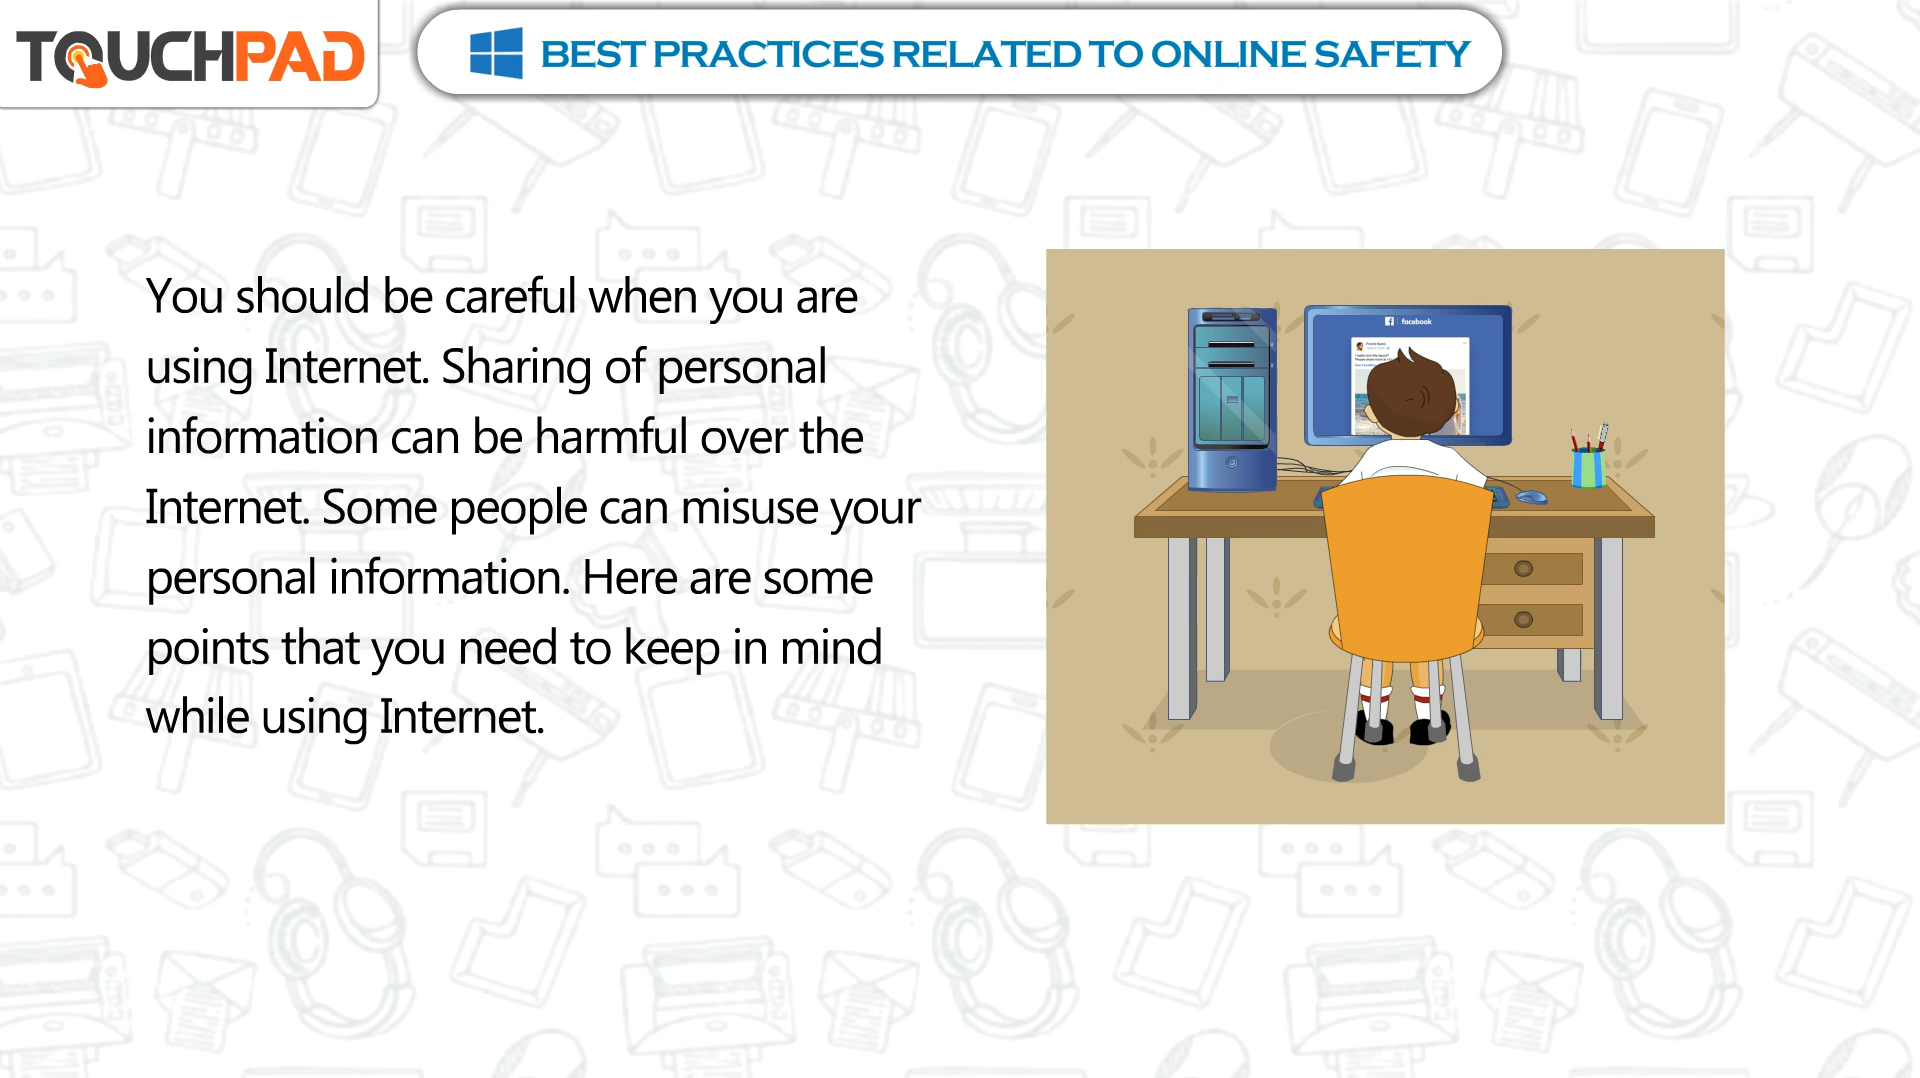 TOUCHPAD
BEST PRACTICES RELATED TO ONLINE SAFETY
You should be careful when you are
using Internet. Sharing of personal
information can be harmful over the
Internet. Some people can misuse your
personal information. Here are some
points that you need to keep in mind
while using Internet.
facebook